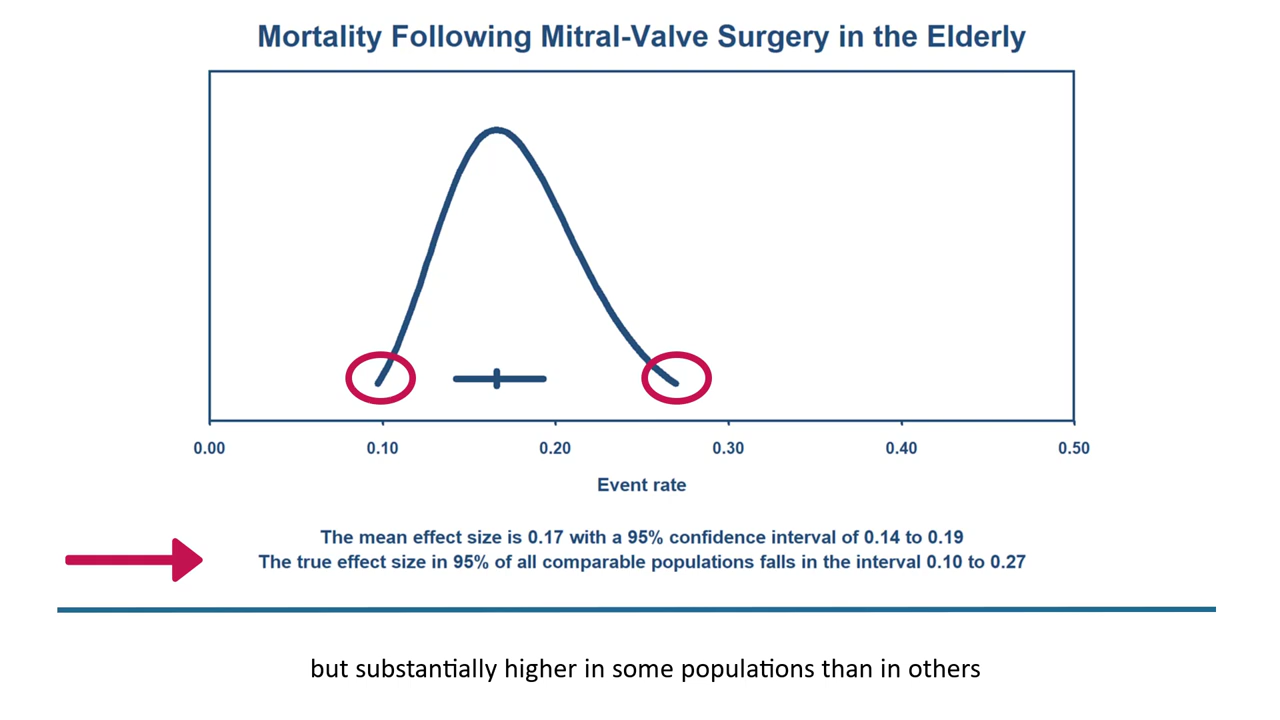 Mortality Following Mitral-Valve Surgery in the Elderly
0.00 0.10 0.20 0.30 0.40 0.50
Event rate
The mean effect size is 0.17 with a 95% confidence interval of 0.14 to 0.19
The true effect size in 95% of all comparable populations falls in the interval 0.10 to 0.27
but substantially higher in some populations than in others